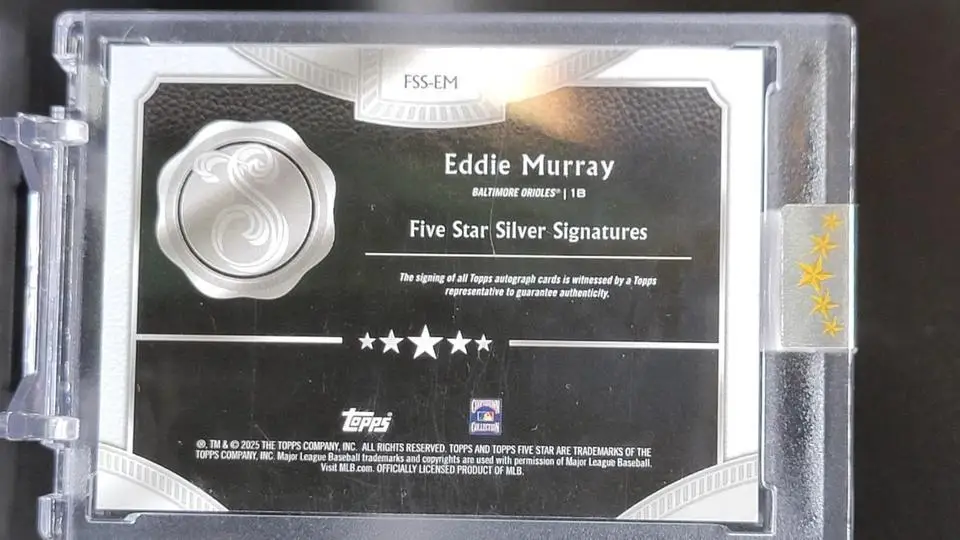 FSS-EM
Eddie Murray
BALTIMORE ORIOLES® | 1B
Five Star Silver Signatures
The signing of all Topps autograph cards is witnessed by a Topps
representative to guarantee authenticity.
topps
COOPERSTOWN
COLLECTION
®, TM & © 2025 THE TOPPS COMPANY, INC. ALL RIGHTS RESERVED. TOPPS AND TOPPS FIVE STAR ARE TRADEMARKS OF THE
TOPPS COMPANY, INC. Major League Baseball trademarks and copyrights are used with permission of Major League Baseball.
Visit MLB.com. OFFICIALLY LICENSED PRODUCT OF MLB.